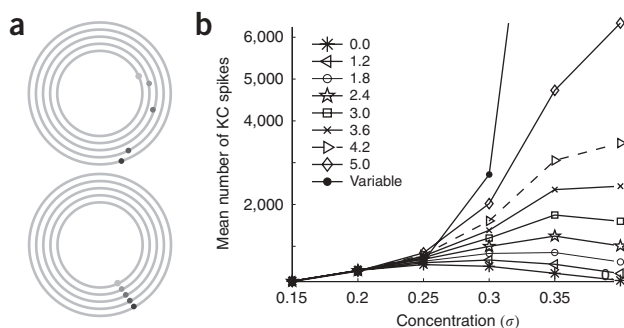 a
b
6,000
5,000
4,000
2,000
Mean number of KC spikes
0.0
1.2
1.8
2.4
3.0
3.6
4.2
5.0
Variable
0
0.15 0.2 0.25 0.3 0.35
Concentration (σ)